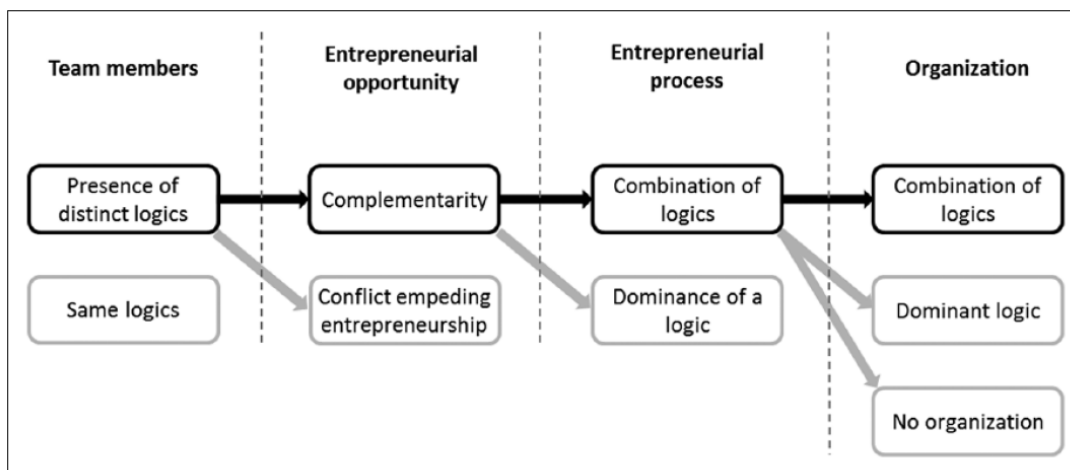 Team members
Entrepreneurial
opportunity
Entrepreneurial
process
Organization
Presence of
distinct logics
Complementarity
Combination of
logics
Combination of
logics
Same logics
Conflict empeding
entrepreneurship
Dominance of a
logic
Dominant logic
No organization